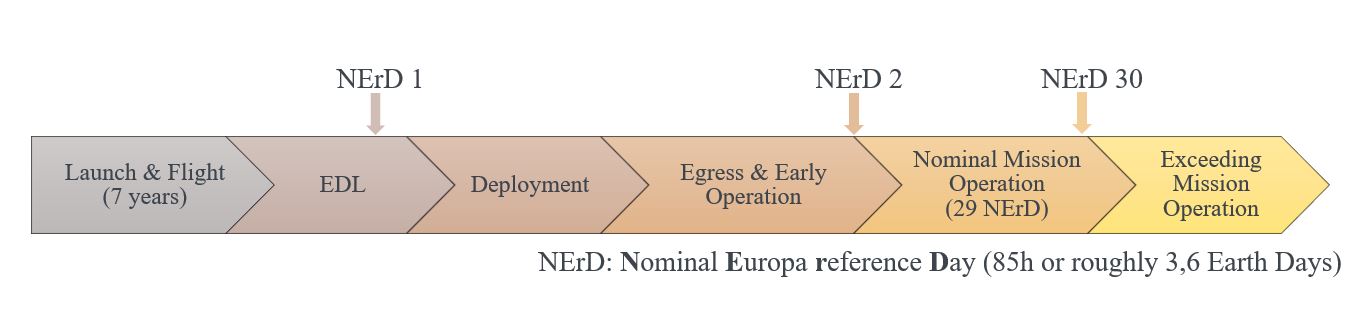 NErD 1
NErD 2
NErD 30
Launch & Flight
(7 years)
EDL
Deployment
Egress & Early
Operation
Nominal Mission
Operation
(29 NErD)
Exceeding
Mission
Operation
NErD: Nominal Europa reference Day (85h or roughly 3,6 Earth Days)